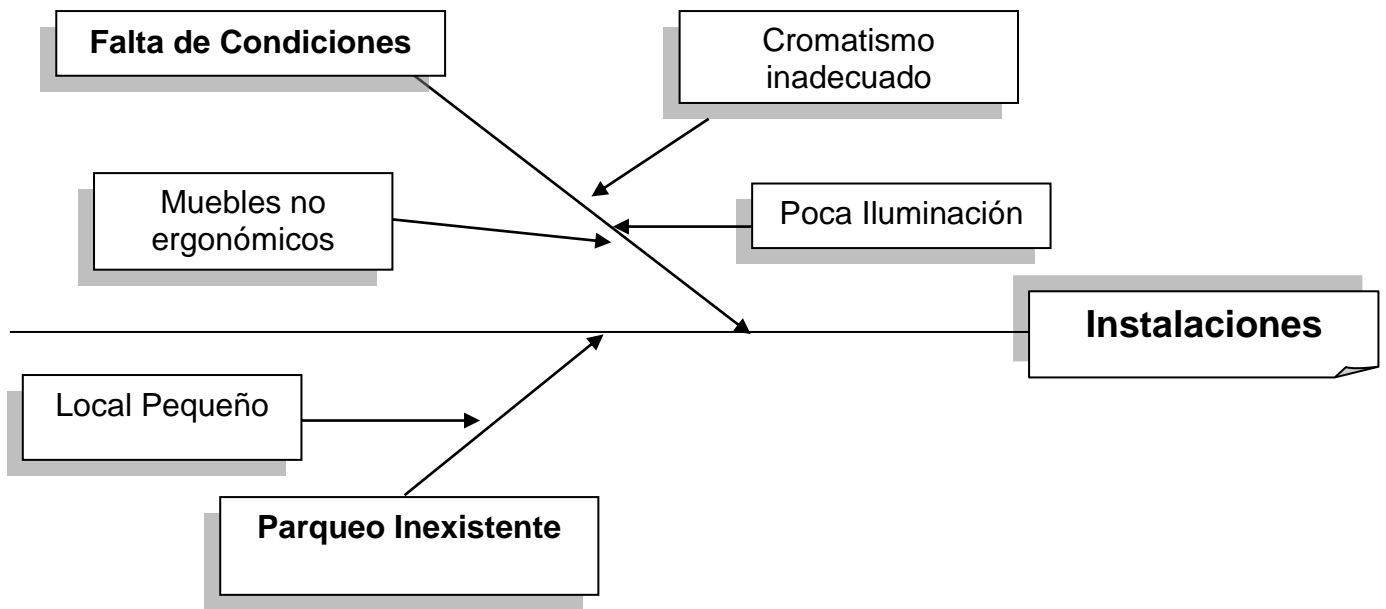 Falta de Condiciones
Cromatismo
inadecuado
Muebles no
ergonómicos
Poca Iluminación
Instalaciones
Local Pequeño
Parqueo Inexistente